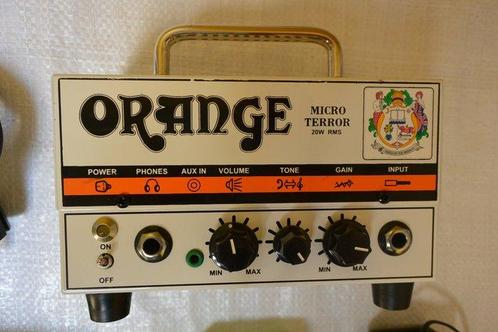 ORANGE
MICRO
TERROR
20W RMS
POWER PHONES AUX IN VOLUME TONE GAIN INPUT
ON
OFF
MIN MAX MIN MAX